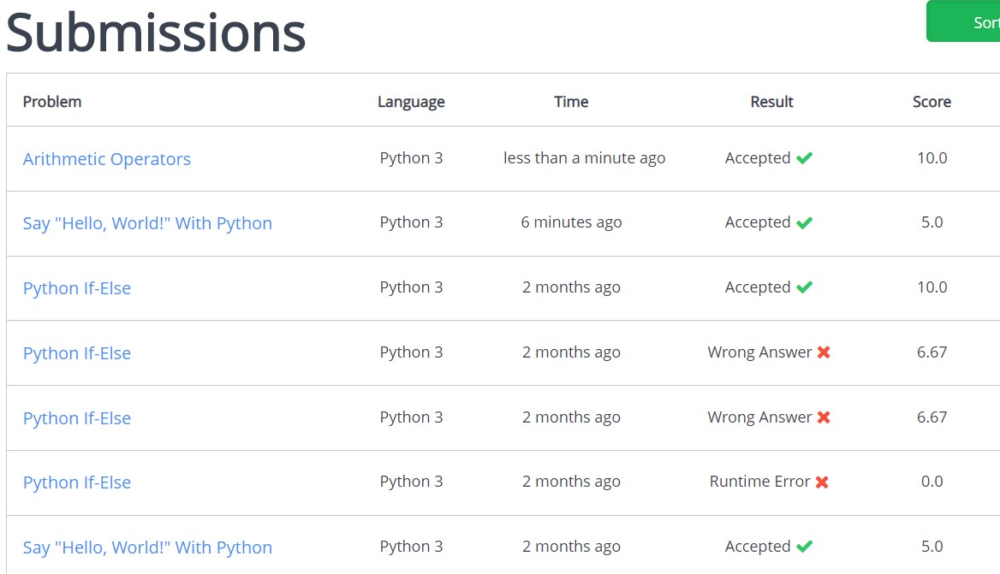 Submissions
Sort
Problem Language Time Result Score
Arithmetic Operators Python 3 less than a minute ago Accepted 10.0
Say "Hello, World!" With Python Python 3 6 minutes ago Accepted 5.0
Python If-Else Python 3 2 months ago Accepted 10.0
Python If-Else Python 3 2 months ago Wrong Answer 6.67
Python If-Else Python 3 2 months ago Wrong Answer 6.67
Python If-Else Python 3 2 months ago Runtime Error 0.0
Say "Hello, World!" With Python Python 3 2 months ago Accepted 5.0